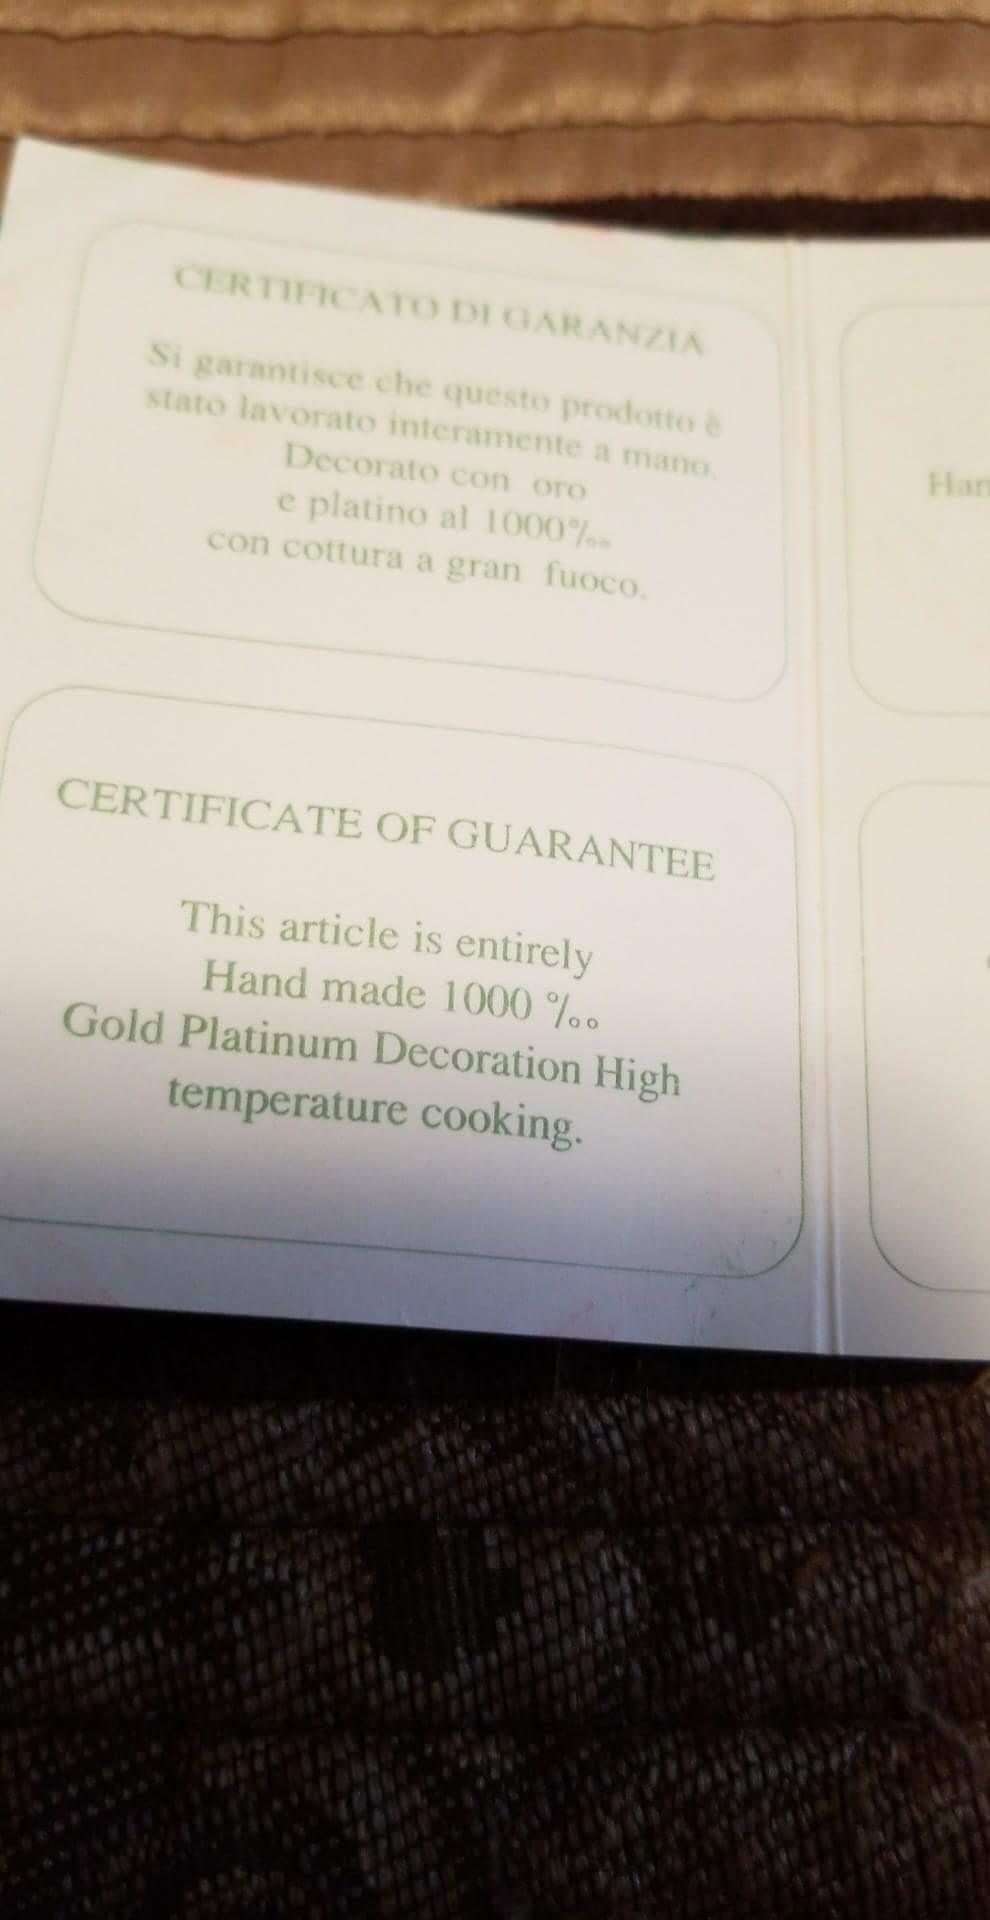 CERTIFICATO DI GARANZIA
Si garantisce che questo prodotto è
stato lavorato interamente a mano.
Decorato con oro
e platino al 1000‰
con cottura a gran fuoco.
CERTIFICATE OF GUARANTEE
This article is entirely
Hand made 1000 ‰
Gold Platinum Decoration High
temperature cooking.
Han